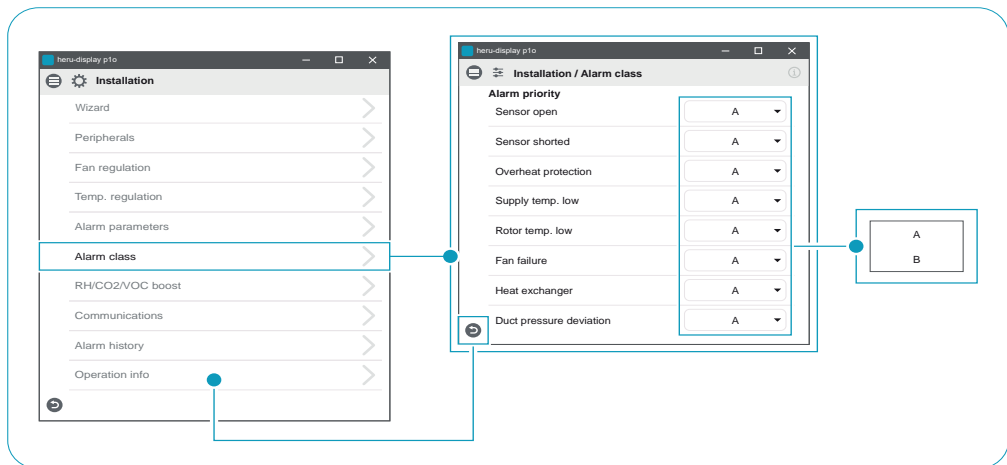 heru-display p1o
Installation
Wizard
Peripherals
Fan regulation
Temp. regulation
Alarm parameters
Alarm class
RH/CO2/VOC boost
Communications
Alarm history
Operation info
heru-display p1o
Installation / Alarm class
Alarm priority
Sensor open A
Sensor shorted A
Overheat protection A
Supply temp. low A
Rotor temp. low A
Fan failure A
Heat exchanger A
Duct pressure deviation A
A
B